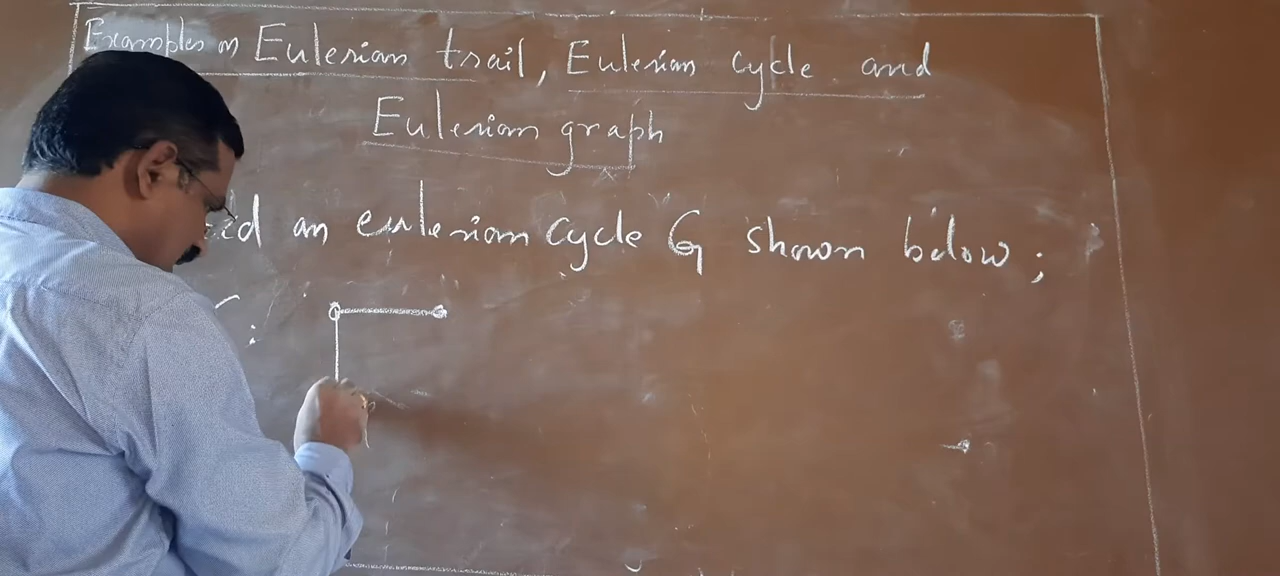 Examples on Eulerian trail, Eulerian cycle and
Eulerian graph
an eulerian cycle G shown below;